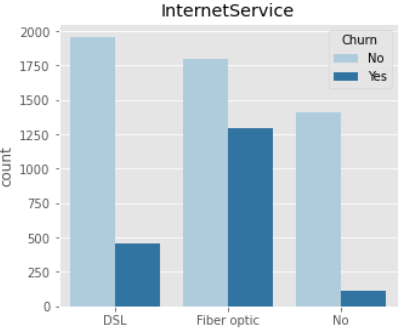 InternetService
2000
1750
1500
1250
1000
750
500
250
0
count
Churn
No
Yes
DSL Fiber optic No